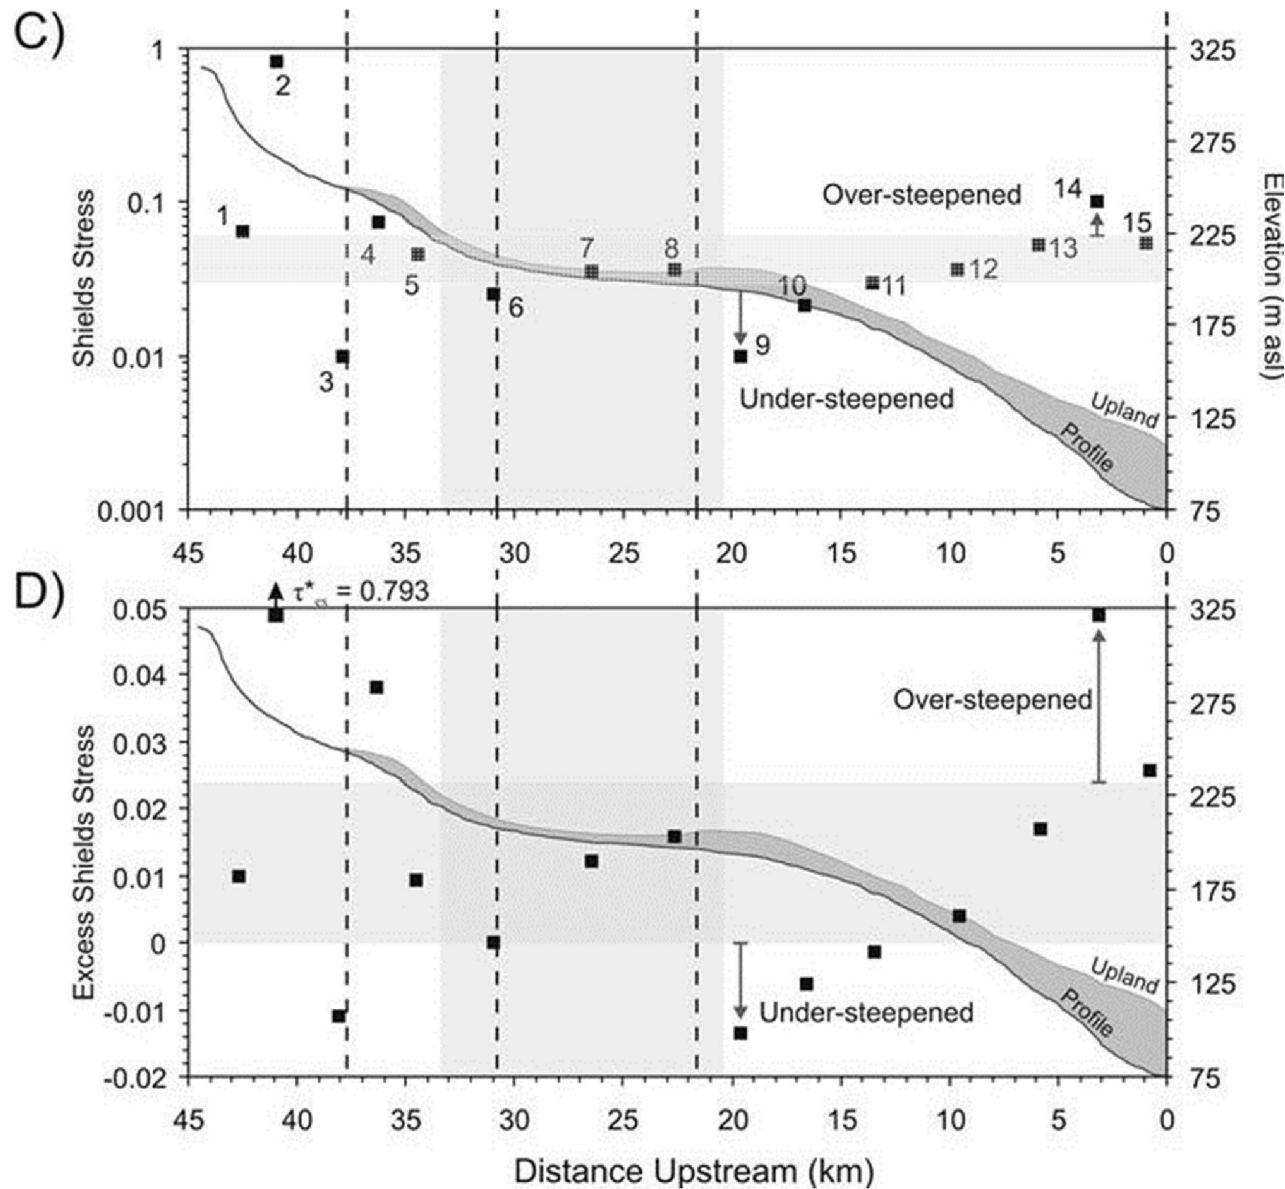 C)
1
0.1
0.01
0.001
Shields Stress
325
275
225
175
125
75
Elevation (m asl)
2
1
4
5
3
6
7
8
9
10
11
12
13
14
15
Over-steepened
Under-steepened
Upland
Profile
45 40 35 30 25 20 15 10 5 0
D)
= 0.793
0.05
0.04
0.03
0.02
0.01
0
-0.01
-0.02
Excess Shields Stress
325
275
225
175
125
75
Over-steepened
Under-steepened
Upland
Profile
45 40 35 30 25 20 15 10 5 0
Distance Upstream (km)